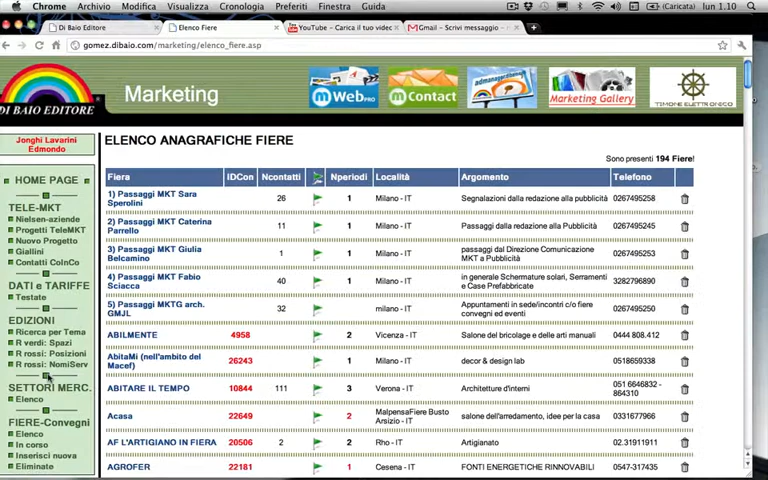 Chrome Archivio Modifica Visualizza Cronologia Preferiti Finestra Guida (Caricata) lun 1.10
Di Baio Editore Elenco Fiere YouTube – Carica il tuo video Gmail – Scrivi messaggio –
gomez.dibaio.com/marketing/elenco_fiere.asp
DI BAIO EDITORE
Marketing
mWeb PRO
mContact
admanagerdibaio
Marketing Gallery
TIMONE ELETTRONICO
Jonghi Lavarini
Edmondo
HOME PAGE
TELE-MKT
Nielsen-aziende
Progetti TeleMKT
Nuovo Progetto
Giallini
Contatti CoInCo
DATI e TARIFFE
Testate
EDIZIONI
Ricerca per Tema
R verdi: Spazi
R rossi: Posizioni
R rossi: NomiServ
SETTORI MERC.
Elenco
FIERE-Convegni
Elenco
In corso
Inserisci nuova
Eliminate
ELENCO ANAGRAFICHE FIERE
Sono presenti 194 Fiere!
Fiera IDCon Ncontatti Nperiodi Località Argomento Telefono
1) Passaggi MKT Sara
Sperolini 26 1 Milano - IT Segnalazioni dalla redazione alla pubblicità 0267495258
2) Passaggi MKT Caterina
Parrello 11 1 Milano - IT Passaggi dalla redazione alla Pubblicità 0267495245
3) Passaggi MKT Giulia
Belcamino 1 1 Milano - IT passaggi dal Direzione Comunicazione
MKT a Pubblicità 0267495253
4) Passaggi MKT Fabio
Sciacca 40 1 Milano - IT in generale Schermature solari, Serramenti
e Case Prefabbricate 3282796890
5) Passaggi MKTG arch.
GMJL 32 1 milano - IT Appuntamenti in sede/incontri c/o fiere
convegni ed eventi 0267495250
ABILMENTE 4958 2 Vicenza - IT Salone del bricolage e delle arti manuali 0444 808.412
AbitaMi (nell'ambito del
Macef) 26243 1 Milano - IT decor & design lab 0518659338
ABITARE IL TEMPO 10844 111 3 Verona - IT Architetture d'interni 051 6646832 -
864310
Acasa 22649 2 MalpensaFiere Busto
Arsizio - IT salone dell'arredamento, idee per la casa 0331677966
AF L'ARTIGIANO IN FIERA 20506 2 2 Rho - IT Artigianato 02.31911911
AGROFER 22181 1 Cesena - IT FONTI ENERGETICHE RINNOVABILI 0547-317435